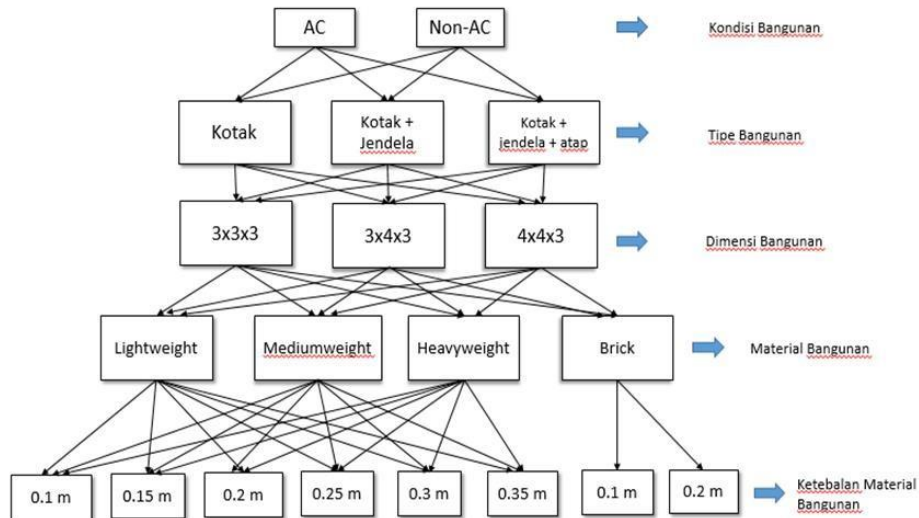 AC
Non-AC
Kondisi Bangunan
Kotak
Kotak +
Jendela
Kotak +
jendela + atap
Tipe Bangunan
3x3x3
3x4x3
4x4x3
Dimensi Bangunan
Lightweight
Mediumweight
Heavyweight
Brick
Material Bangunan
0.1 m
0.15 m
0.2 m
0.25 m
0.3 m
0.35 m
0.1 m
0.2 m
Ketebalan Material
Bangunan